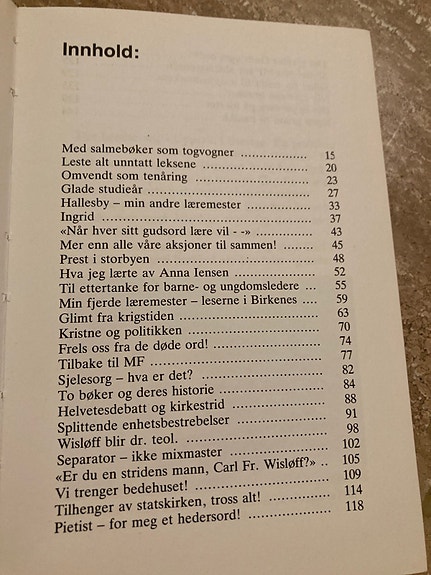 Innhold:
Med salmebøker som togvogner .................... 15
Leste alt unntatt leksene ............................ 20
Omvendt som tenåring ............................... 23
Glade studieår ......................................... 27
Hallesby – min andre læremester ................. 33
Ingrid ..................................................... 37
«Når hver sitt gudsord lære vil - -» ............... 43
Mer enn alle våre aksjoner til sammen! ......... 45
Prest i storbyen ........................................ 48
Hva jeg lærte av Anna Iensen ..................... 52
Til ettertanke for barne- og ungdomsledere ... 55
Min fjerde læremester – leserne i Birkenes .... 59
Glimt fra krigstiden ................................... 63
Kristne og politikken ................................. 70
Frels oss fra de døde ord! ........................... 74
Tilbake til MF .......................................... 77
Sjelesorg – hva er det? ............................... 82
To bøker og deres historie .......................... 84
Helvetesdebatt og kirkestrid ........................ 88
Splittende enhetsbestrebelser ....................... 91
Wisløff blir dr. teol. ................................... 98
Separator – ikke mixmaster ......................... 102
«Er du en stridens mann, Carl Fr. Wisløff?» .. 105
Vi trenger bedehuset! ................................. 109
Tilhenger av statskirken, tross alt! ................ 114
Pietist – for meg et hedersord! ..................... 118